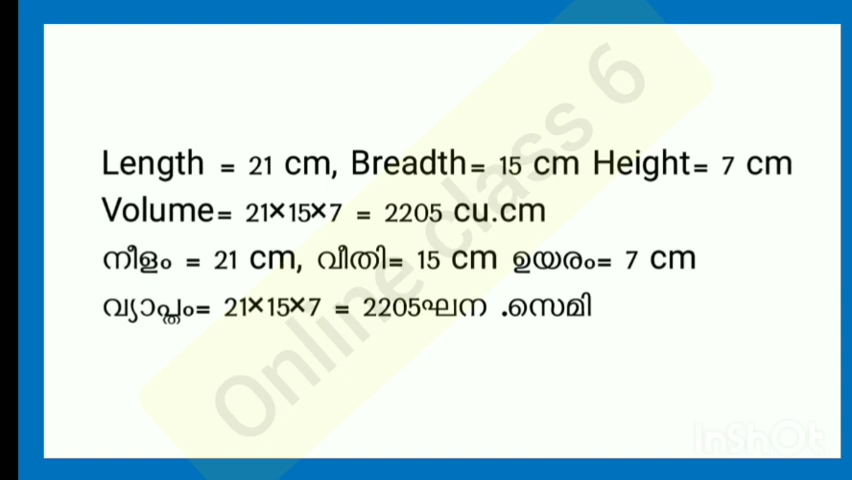 Length = 21 cm, Breadth= 15 cm Height= 7 cm
Volume= 21×15×7 = 2205 cu.cm
നീളം = 21 cm, വീതി= 15 cm ഉയരം= 7 cm
വ്യാപ്തം= 21×15×7 = 2205ഘന .സെമി
Online class 6
InShOt